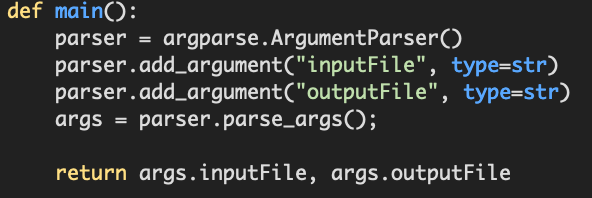 def main():
    parser = argparse.ArgumentParser()
    parser.add_argument("inputFile", type=str)
    parser.add_argument("outputFile", type=str)
    args = parser.parse_args();

    return args.inputFile, args.outputFile